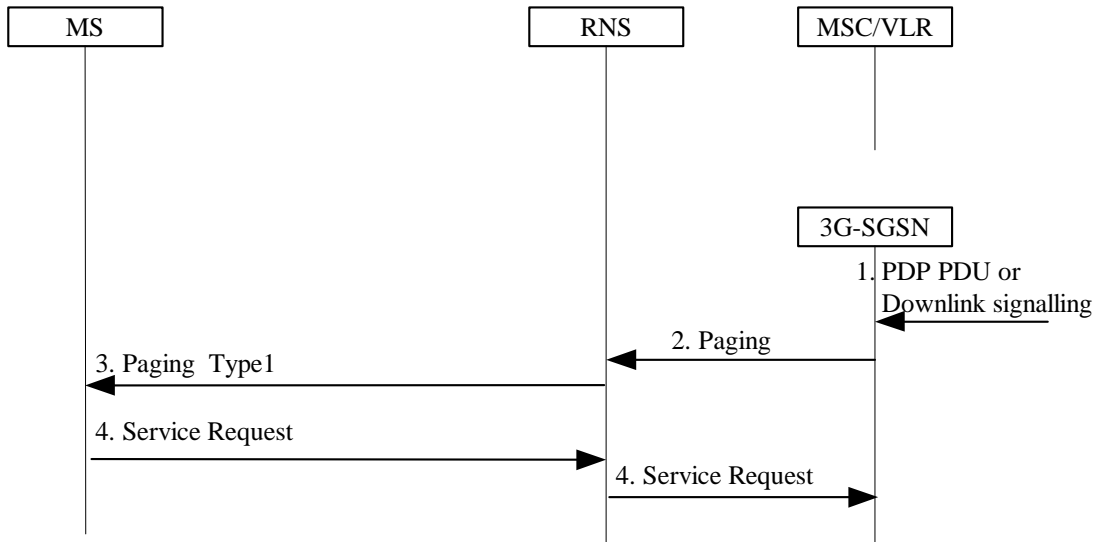 MS
RNS
MSC/VLR
3G-SGSN
1. PDP PDU or
Downlink signalling
2. Paging
3. Paging Type1
4. Service Request
4. Service Request